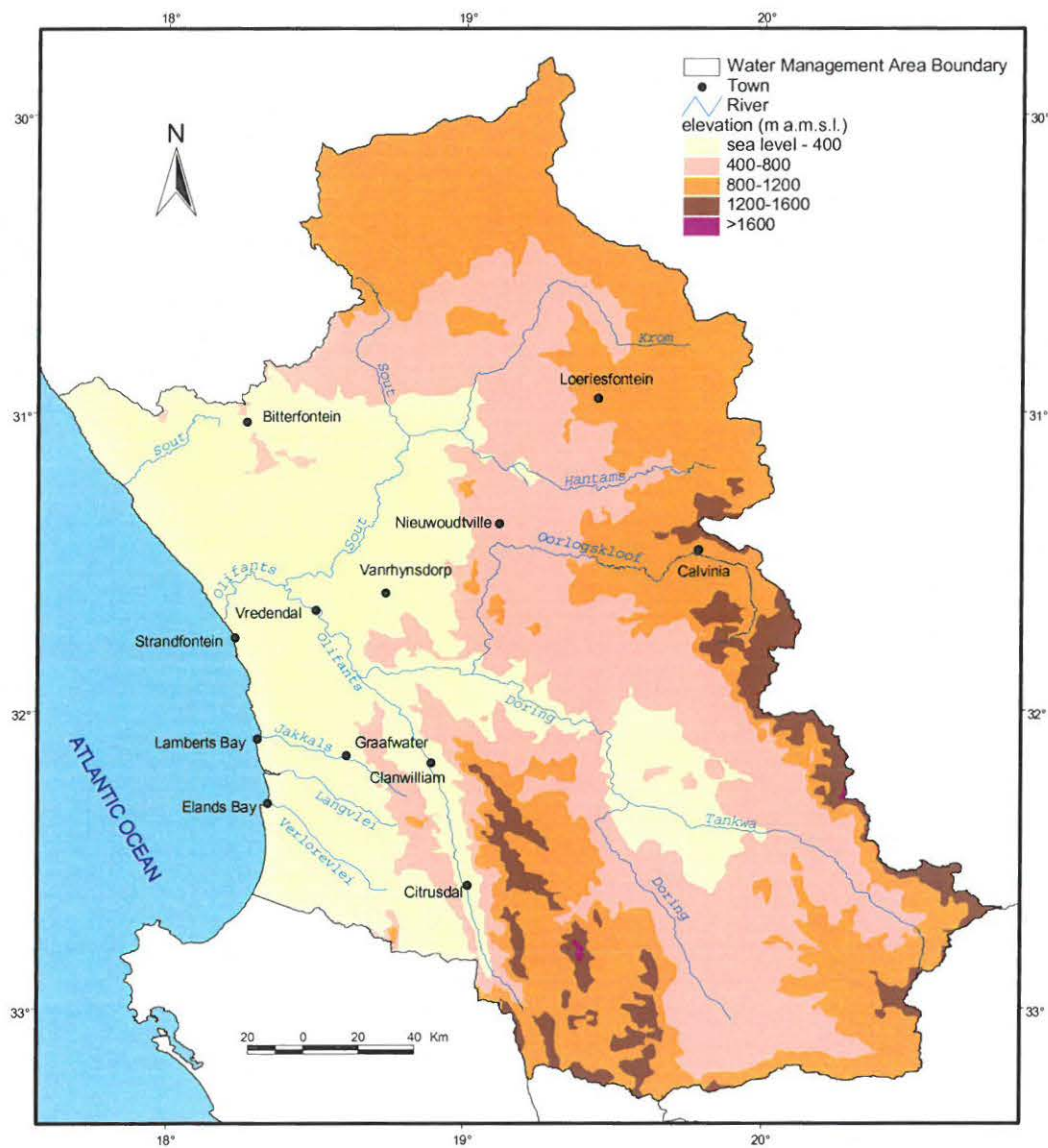 18° 19° 20°
Water Management Area Boundary
Town
River
elevation (m a.m.s.l.)
sea level - 400
400-800
800-1200
1200-1600
>1600
30° 30°
N
Krom
Loeriesfontein
Sout
31° 31°
Bitterfontein
Sout
Hantams
Nieuwoudtville
Sout
Oorlogskloof
Calvinia
Vanrhynsdorp
Olifants
Vredendal
Strandfontein
Olifants
Doring
32° 32°
Lamberts Bay
Jakkals
Graafwater
Clanwilliam
ATLANTIC OCEAN
Elands Bay
Langvlei
Tankwa
Verlorevlei
Citrusdal
Doring
33° 33°
20 0 20 40 Km
18° 19° 20°